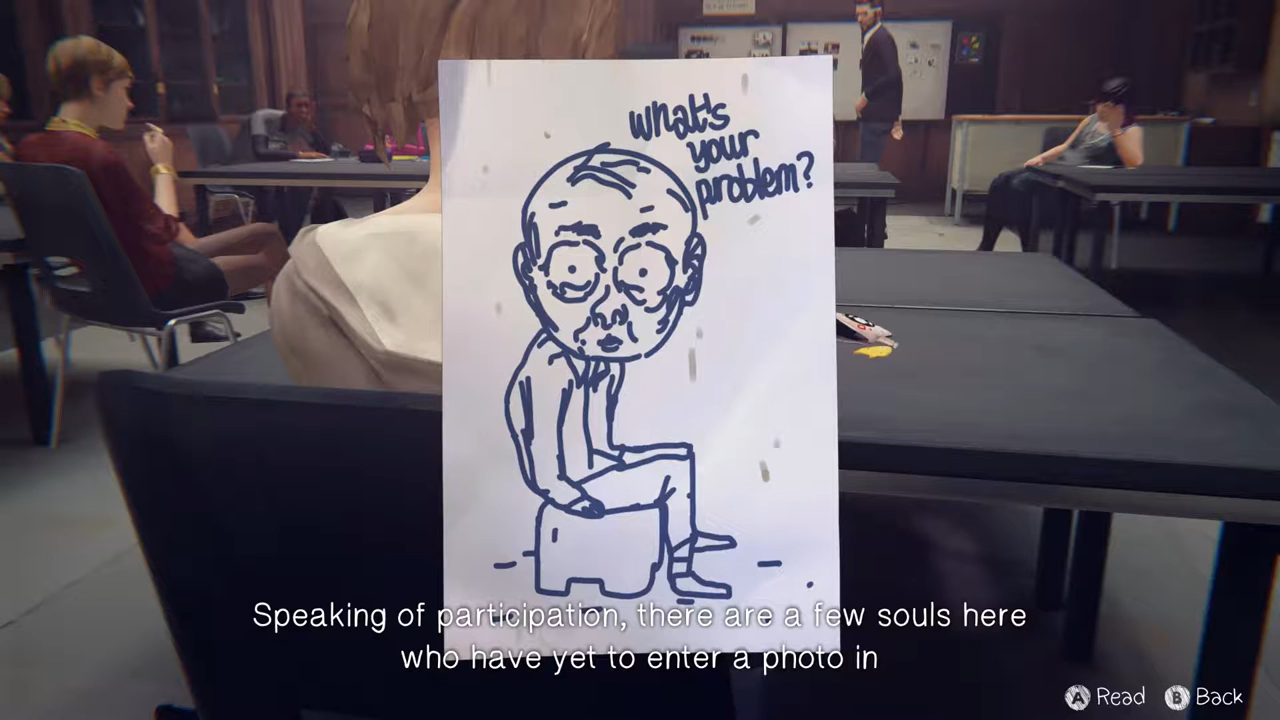 what's
your
problem?
Speaking of participation, there are a few souls here
who have yet to enter a photo in
A Read B Back